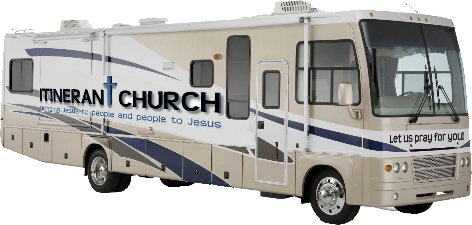 ITINERANT CHURCH
bringing Jesus to people and people to Jesus
Let us pray for you!